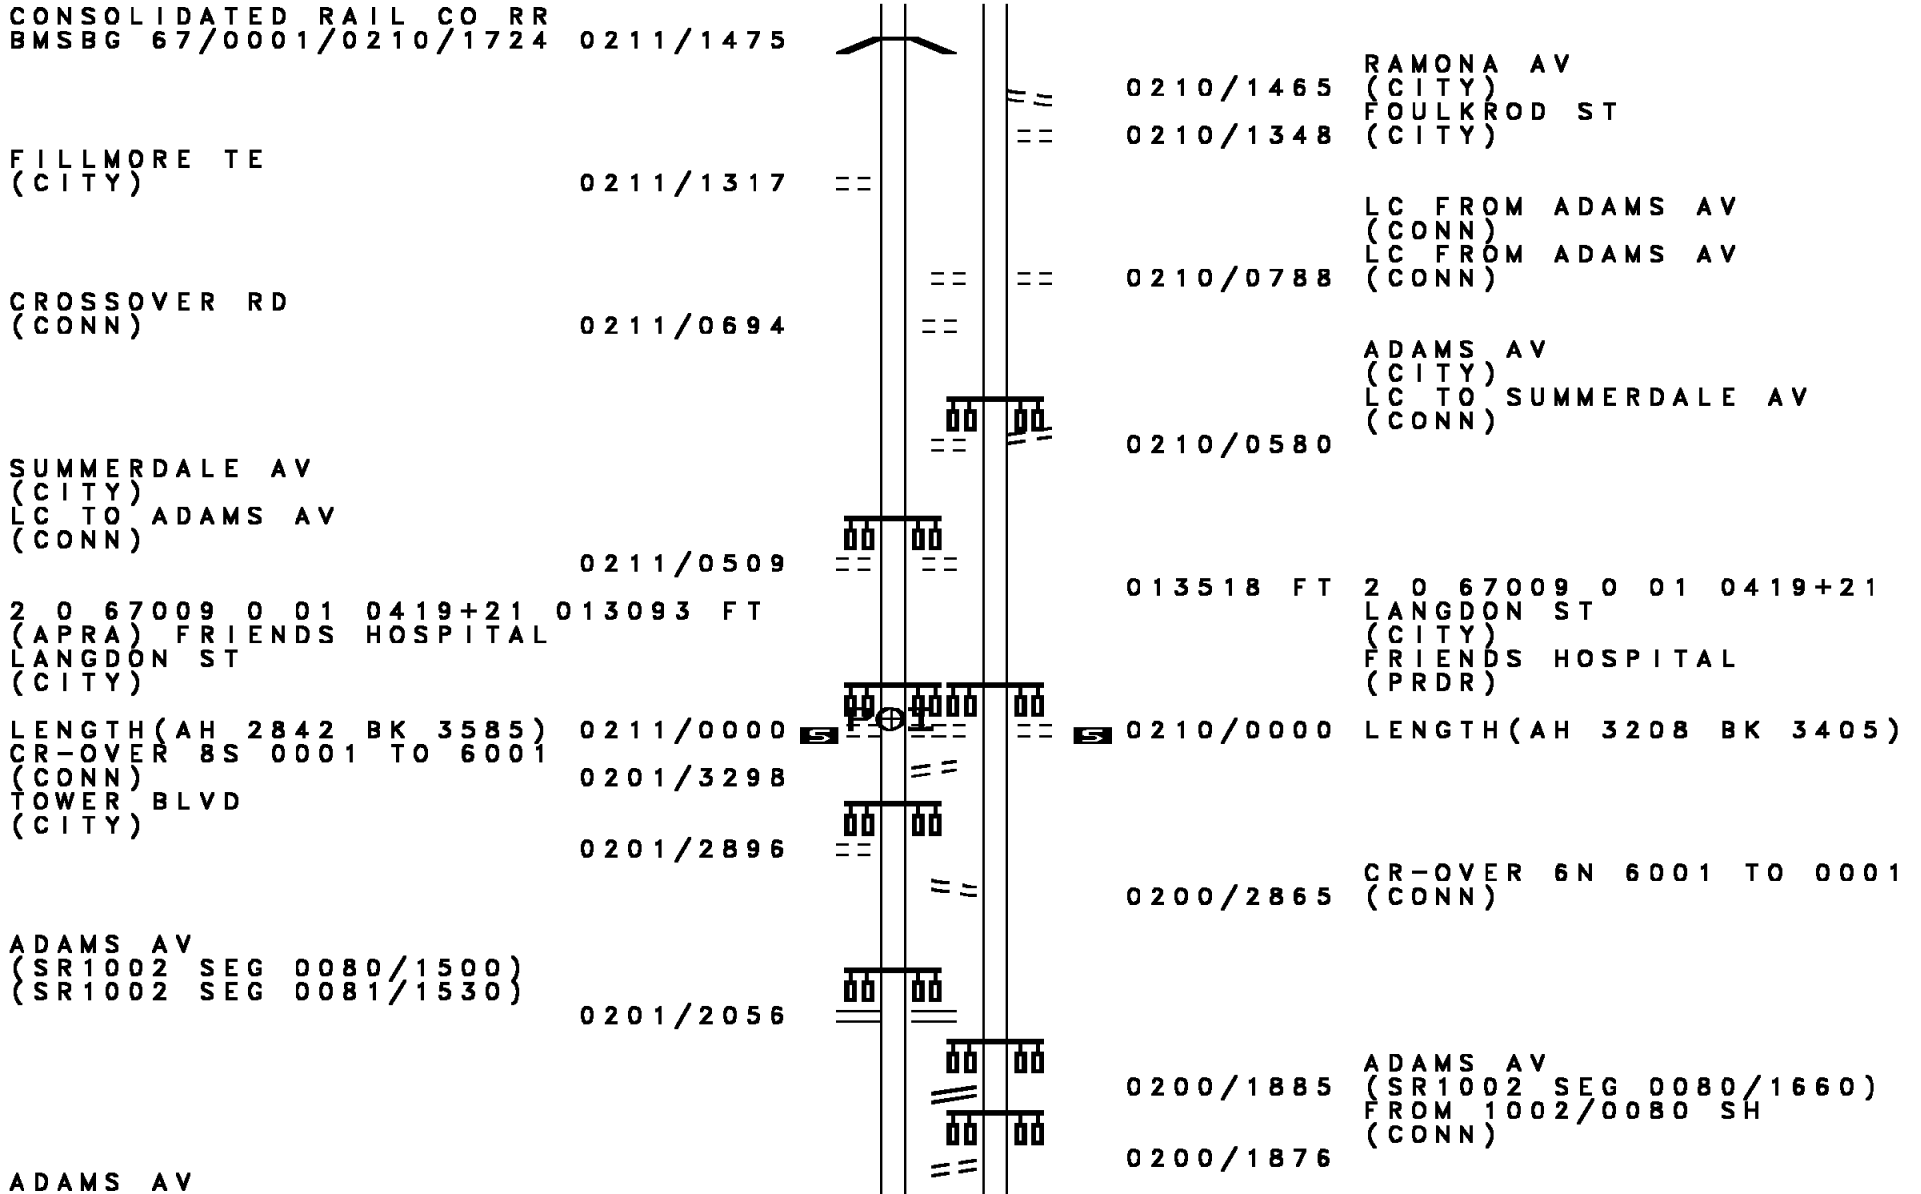 CONSOLIDATED RAIL CO RR
BMSBG 67/0001/0210/1724 0211/1475
RAMONA AV
0210/1465 (CITY)
FOULKROD ST
0210/1348 (CITY)
FILLMORE TE
(CITY) 0211/1317
LC FROM ADAMS AV
(CONN)
LC FROM ADAMS AV
0210/0788 (CONN)
CROSSOVER RD
(CONN) 0211/0694
ADAMS AV
(CITY)
LC TO SUMMERDALE AV
(CONN)
0210/0580
SUMMERDALE AV
(CITY)
LC TO ADAMS AV
(CONN)
0211/0509
013518 FT 2 0 67009 0 01 0419+21
2 0 67009 0 01 0419+21 013093 FT
LANGDON ST
(APRA) FRIENDS HOSPITAL
(CITY)
LANGDON ST
FRIENDS HOSPITAL
(CITY)
(PRDR)
P01
LENGTH(AH 2842 BK 3585) 0211/0000 S S 0210/0000 LENGTH(AH 3208 BK 3405)
CR-OVER 8S 0001 TO 6001
(CONN) 0201/3298
TOWER BLVD
(CITY)
0201/2896
CR-OVER 6N 6001 TO 0001
0200/2865 (CONN)
ADAMS AV
(SR1002 SEG 0080/1500)
(SR1002 SEG 0081/1530)
0201/2056
ADAMS AV
0200/1885 (SR1002 SEG 0080/1660)
FROM 1002/0080 SH
(CONN)
0200/1876
ADAMS AV